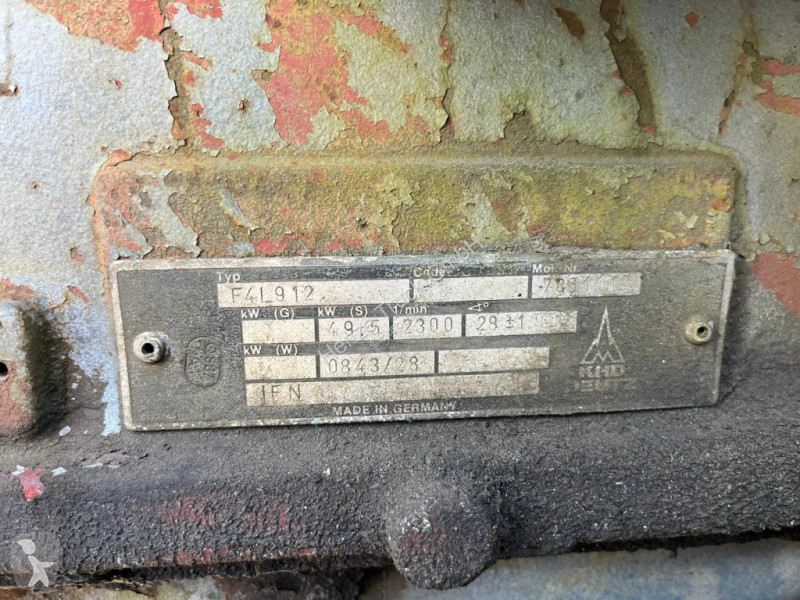 Typ Code Mot. Nr.
F4L912
kW (G) kW (S) 1/min
49.5 2300 28±1
kW (W)
0843/28
IFN
KHD
DEUTZ
MADE IN GERMANY